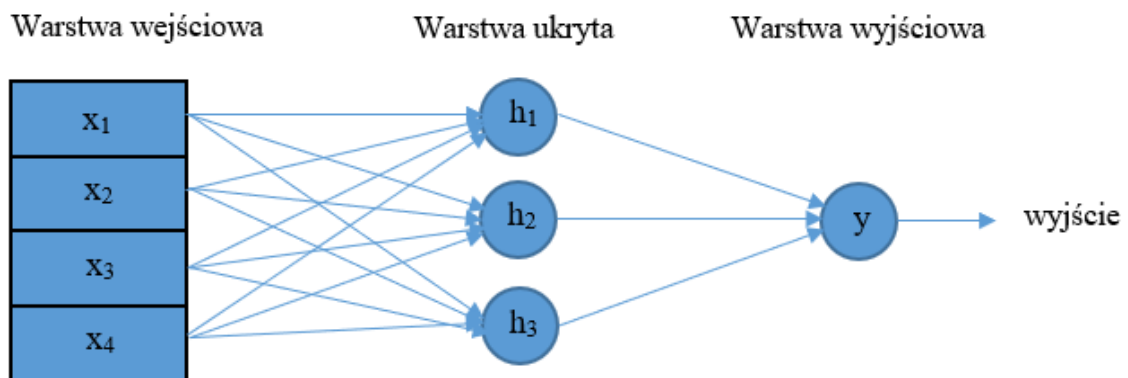 Warstwa wejściowa
Warstwa ukryta
Warstwa wyjściowa
x₁
x₂
x₃
x₄
h₁
h₂
h₃
y
wyjście